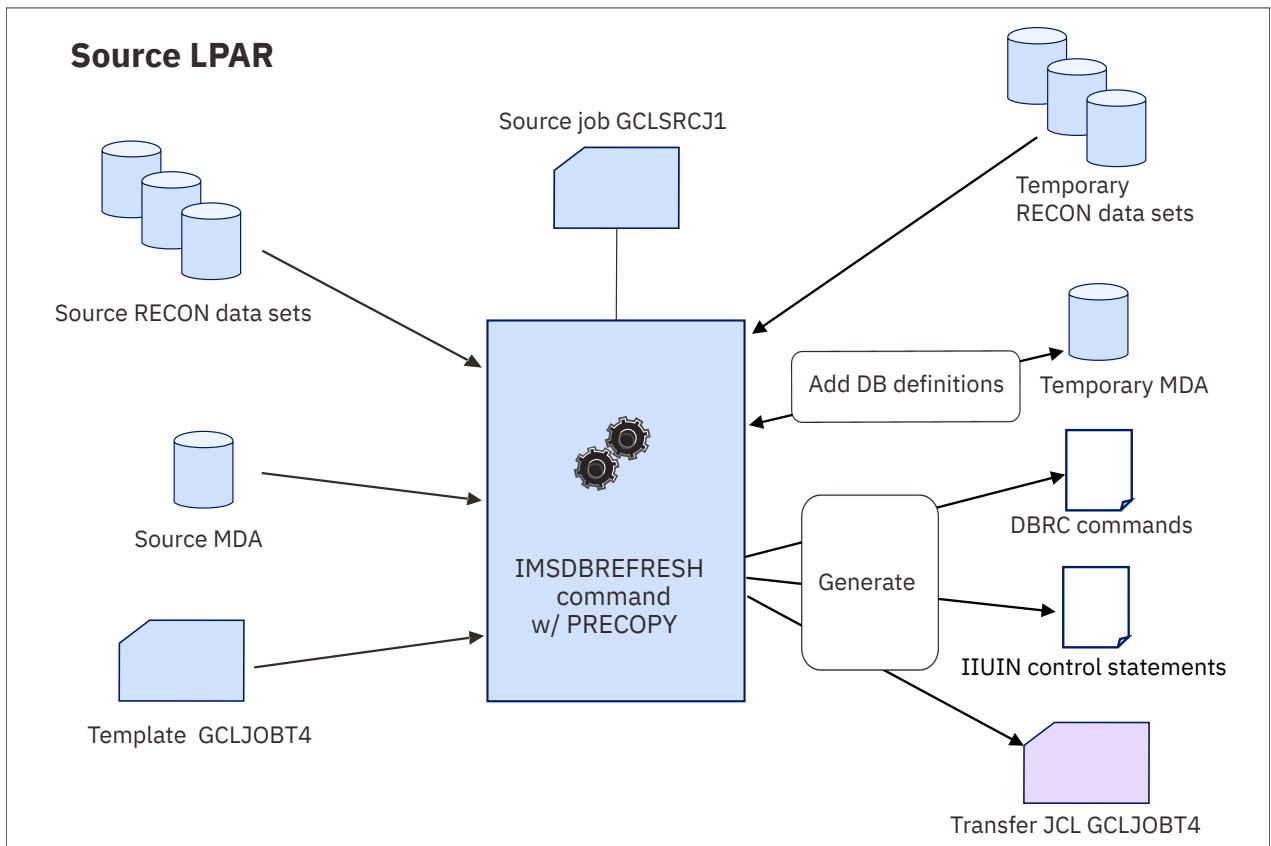 Source LPAR
Source job GCLSRCJ1
Temporary
RECON data sets
Source RECON data sets
Add DB definitions
Temporary MDA
Source MDA
DBRC commands
IMSDBREFRESH
command
w/ PRECOPY
Generate
IIUIN control statements
Template GCLJOBT4
Transfer JCL GCLJOBT4